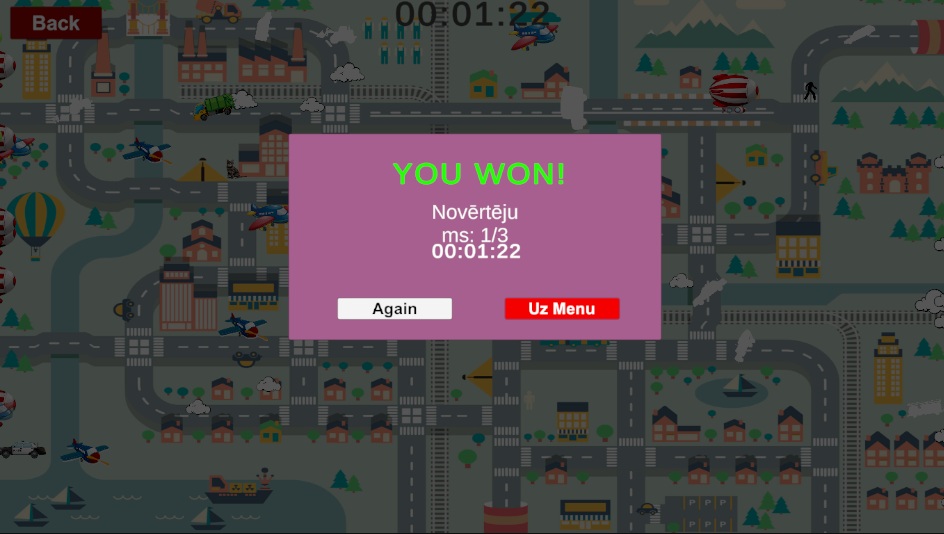 Back
00:01:22
YOU WON!
Novērtēju
ms: 1/3
00:01:22
Again
Uz Menu
P P P
P P P